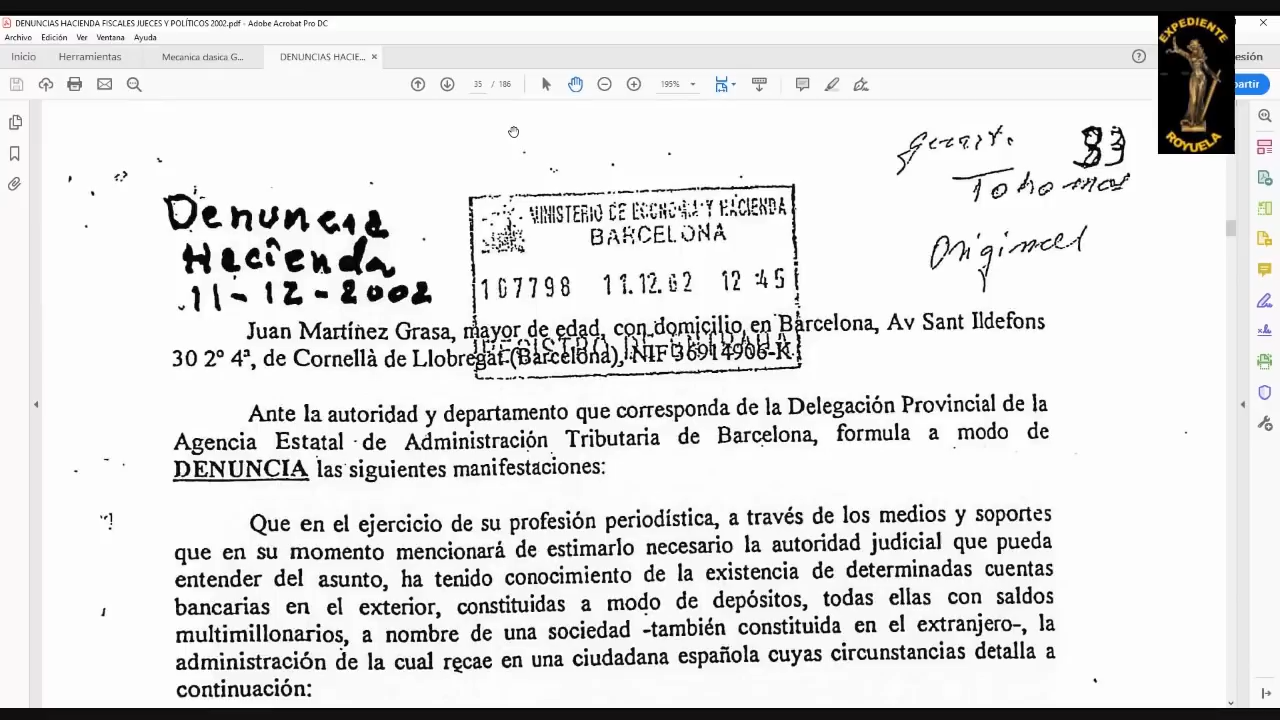 DENUNCIAS HACIENDA FISCALES JUECES Y POLÍTICOS 2002.pdf - Adobe Acrobat Pro DC
Archivo Edición Ver Ventana Ayuda
Inicio Herramientas Mecanica dasica G... DENUNCIAS HACIE... × esión
35 / 186 195% artir
EXPEDIENTE
ROYUELA
33
Denuncia
Hacienda
11-12-2002
Original
MINISTERIO DE ECONOMIA Y HACIENDA
BARCELONA
107798 11.12.02 12:45
REGISTRO DE ENTRADA
Juan Martínez Grasa, mayor de edad, con domicilio en Barcelona, Av Sant Ildefons
30 2º 4ª, de Cornellà de Llobregat (Barcelona), NIF 36914906-K
Ante la autoridad y departamento que corresponda de la Delegación Provincial de la
Agencia Estatal de Administración Tributaria de Barcelona, formula a modo de
DENUNCIA las siguientes manifestaciones:
Que en el ejercicio de su profesión periodística, a través de los medios y soportes
que en su momento mencionará de estimarlo necesario la autoridad judicial que pueda
entender del asunto, ha tenido conocimiento de la existencia de determinadas cuentas
bancarias en el exterior, constituidas a modo de depósitos, todas ellas con saldos
multimillonarios, a nombre de una sociedad -también constituida en el extranjero-, la
administración de la cual recae en una ciudadana española cuyas circunstancias detalla a
continuación: